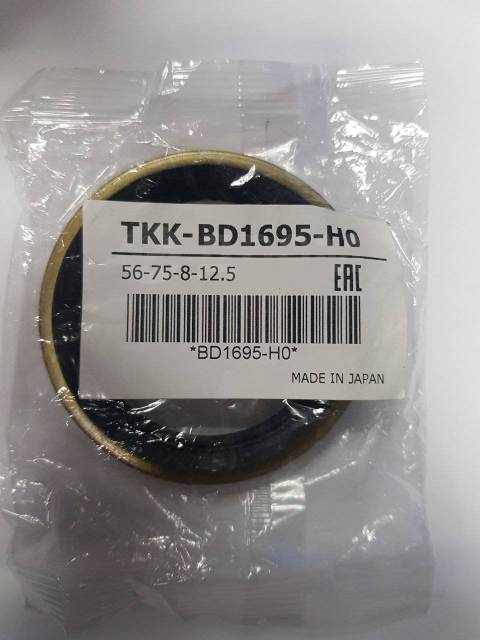 TKK-BD1695-H0
56-75-8-12.5 EAC
*BD1695-H0*
MADE IN JAPAN